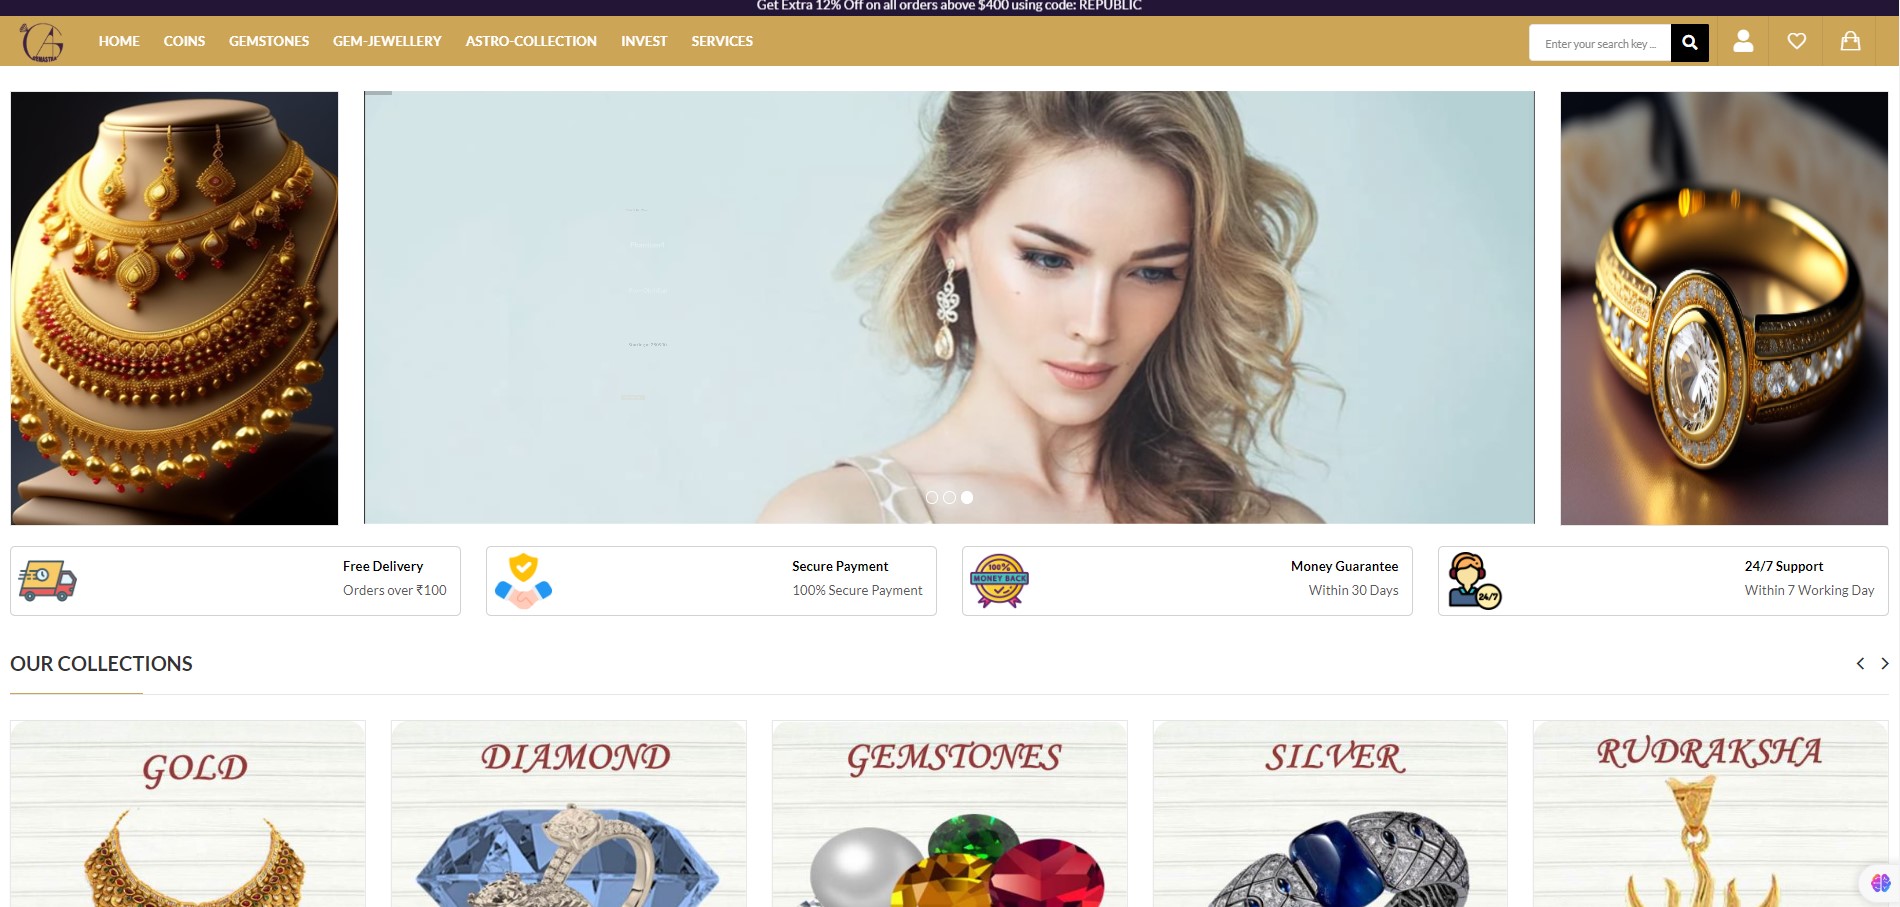 Get Extra 12% Off on all orders above $400 using code: REPUBLIC
HOME COINS GEMSTONES GEM-JEWELLERY ASTRO-COLLECTION INVEST SERVICES
Enter your search key ...
Free Delivery
Orders over ₹100
Secure Payment
100% Secure Payment
100%
MONEY BACK
Money Guarantee
Within 30 Days
24/7
24/7 Support
Within 7 Working Day
OUR COLLECTIONS
GOLD
DIAMOND
GEMSTONES
SILVER
RUDRAKSHA